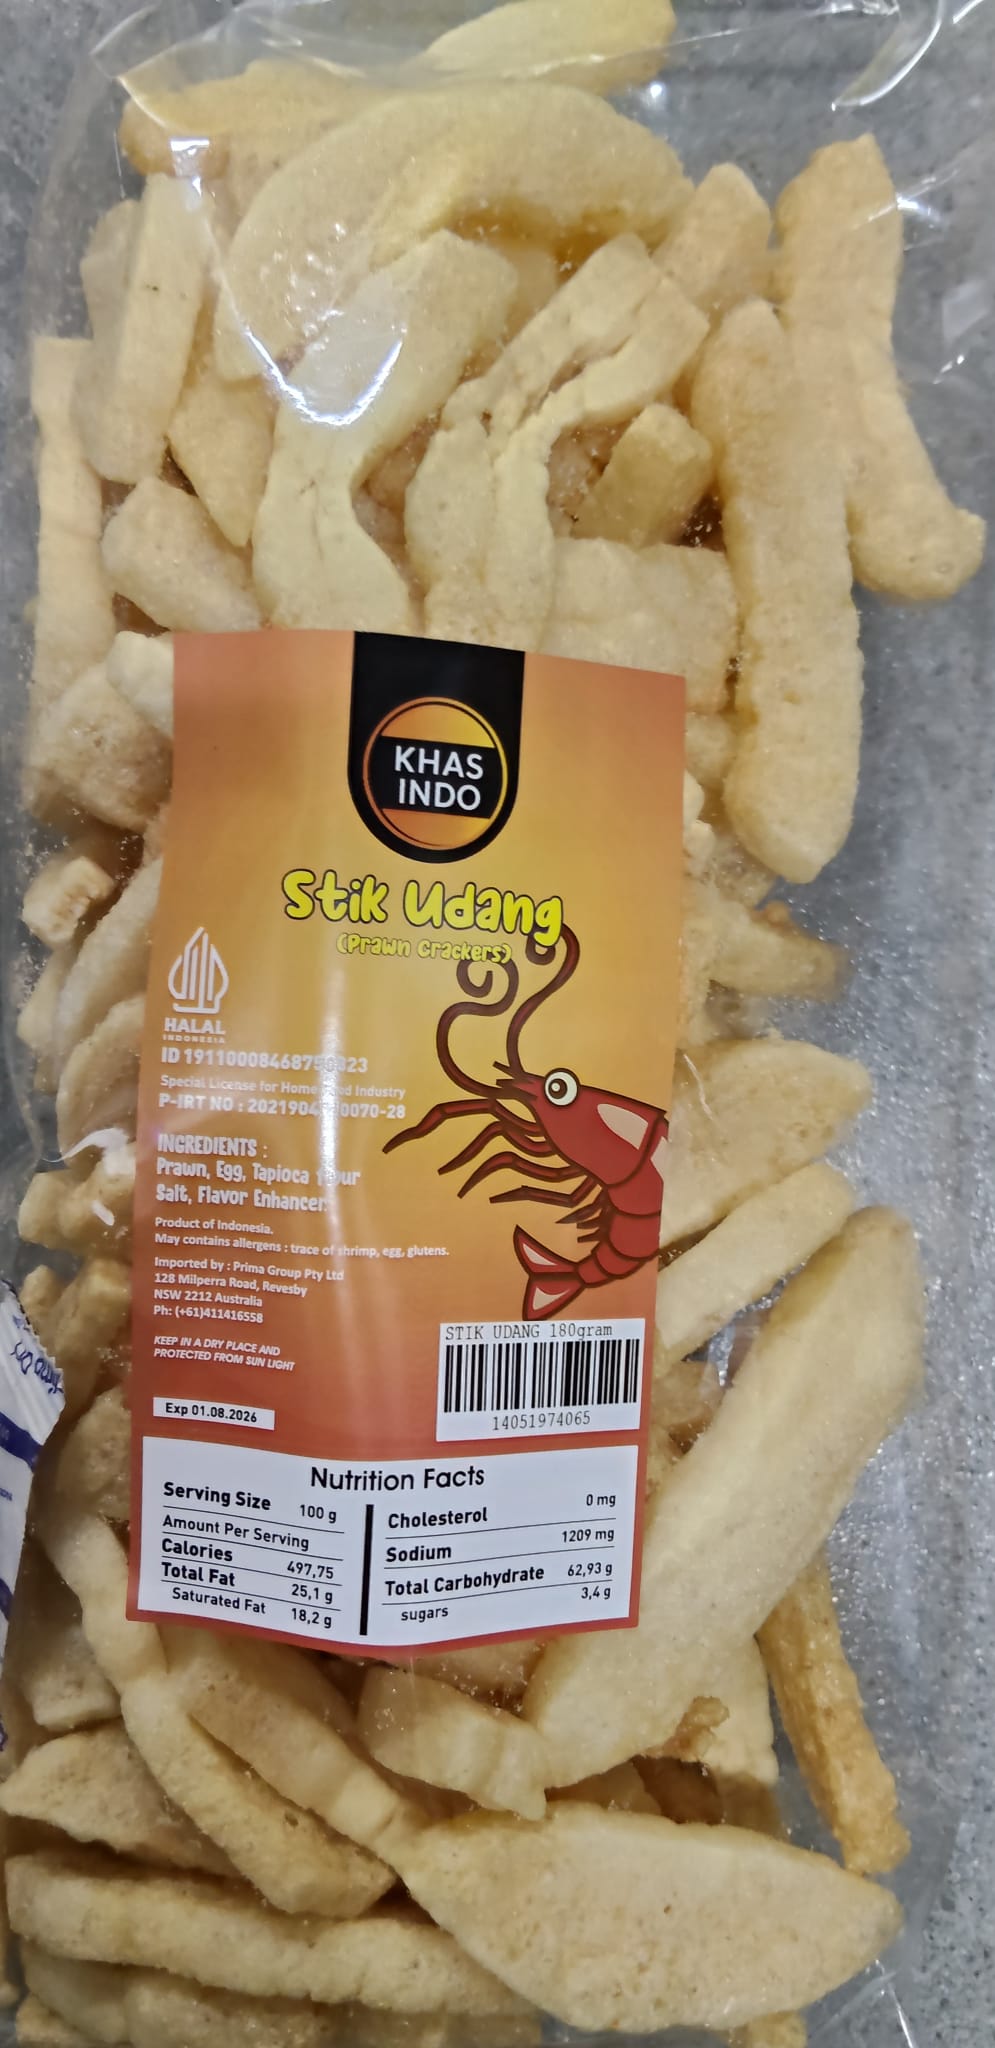 KHAS
INDO
Stik Udang
(Prawn Crackers)
HALAL
INDONESIA
ID
Special License for Home Industry
P-IRT NO :
INGREDIENTS :
Prawn, Egg, Tapioca
Salt, Flavor Enhancer
Product of Indonesia.
May contains allergens : trace of shrimp, egg, glutens.
Imported by : Prima Group Pty Ltd
128 Milperra Road, Revesby
NSW 2212 Australia
Ph: (+61)411416558
KEEP IN A DRY PLACE AND
PROTECTED FROM SUN LIGHT
Exp 01.08.2026
STIK UDANG 180gram
14051974065
Nutrition Facts
Serving Size 100 g
Amount Per Serving
Calories 497,75
Total Fat 25,1 g
Saturated Fat 18,2 g
Cholesterol 0 mg
Sodium 1209 mg
Total Carbohydrate 62,93 g
sugars 3,4 g